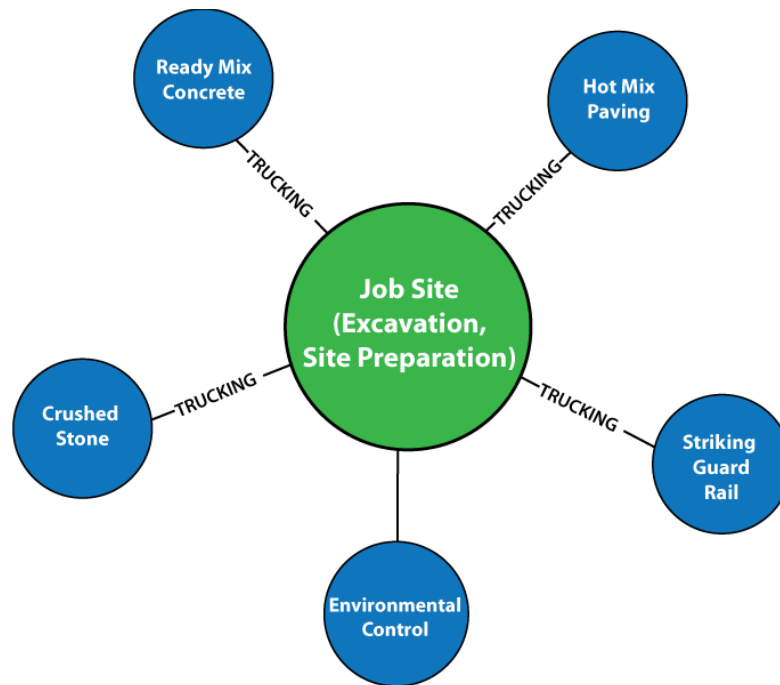 Ready Mix
Concrete
Hot Mix
Paving
TRUCKING
TRUCKING
Job Site
(Excavation,
Site Preparation)
Crushed
Stone
TRUCKING
TRUCKING
Striking
Guard
Rail
Environmental
Control